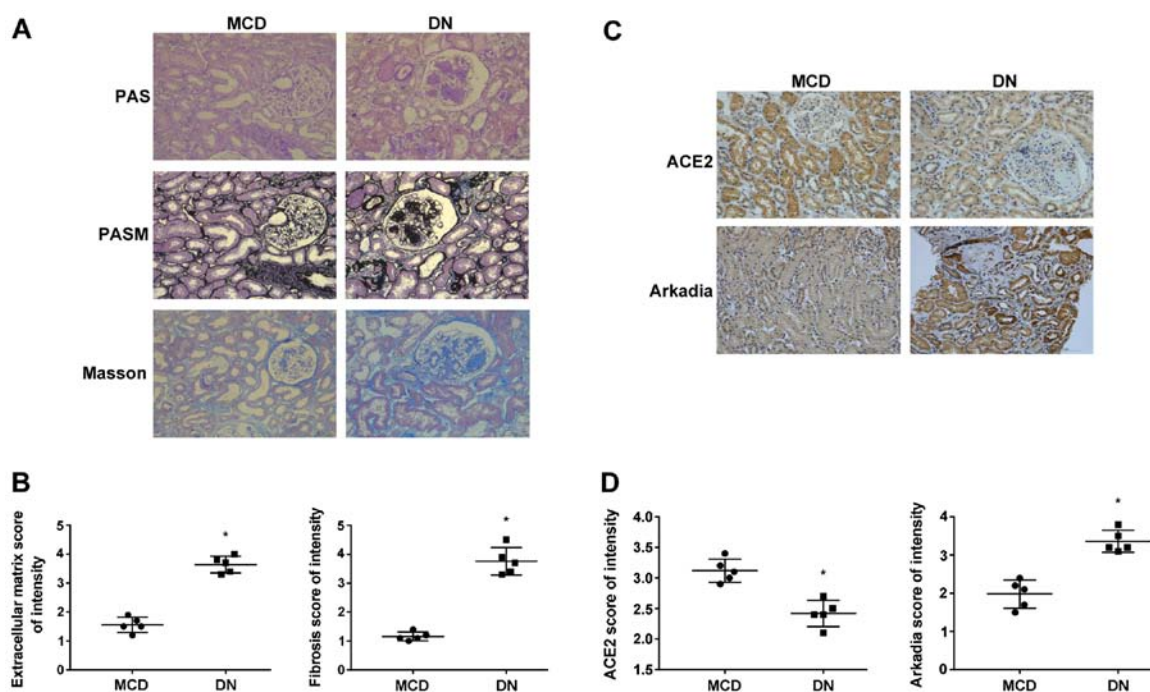 A
MCD DN
PAS
PASM
Masson
C
MCD DN
ACE2
Arkadia
B
Extracellular matrix score
of intensity
5
4
3
2
1
0
*
MCD DN
Fibrosis score of intensity
5
4
3
2
1
0
*
MCD DN
D
ACE2 score of intensity
4.0
3.5
3.0
2.5
2.0
1.5
*
MCD DN
Arkadia score of intensity
4
3
2
1
0
*
MCD DN